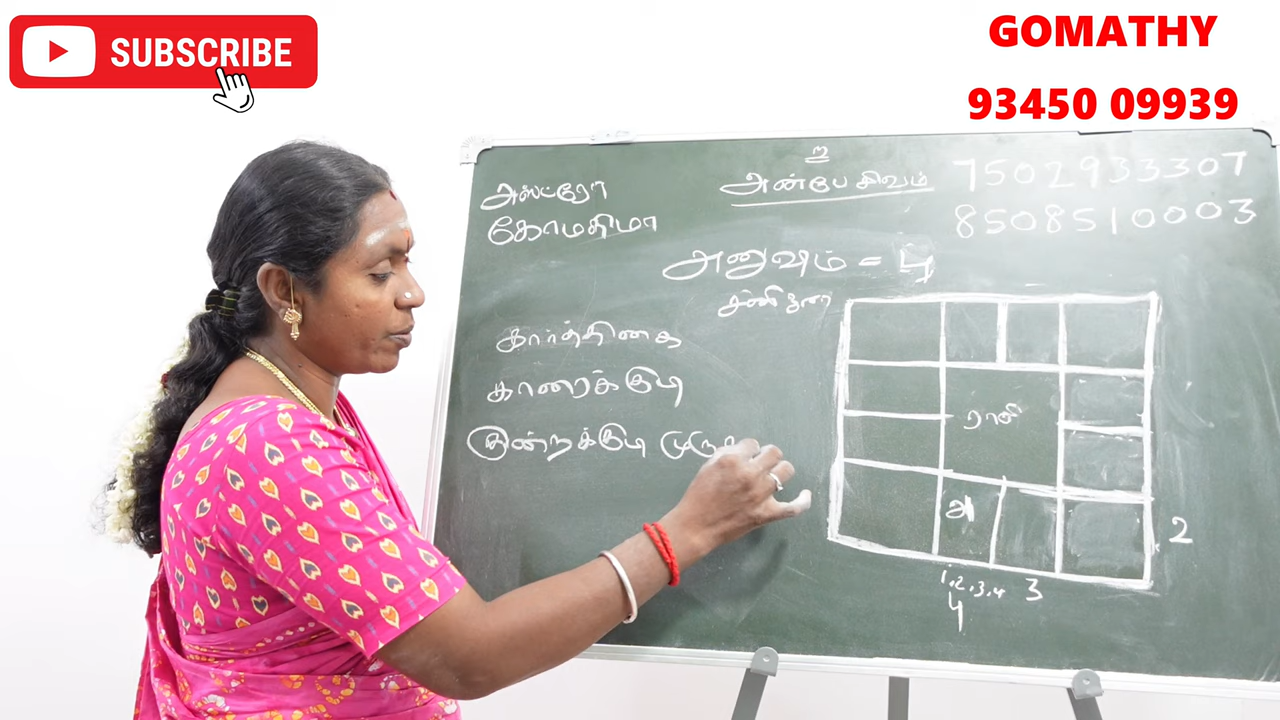 SUBSCRIBE
GOMATHY
93450 09939
உ
அஸ்ட்ரோ
கோமதிமா
அன்பே சிவம்
7502933307
8508510003
அனுஷம் = 4
கார்த்திகை
காரைக்குடி
குன்றக்குடி முருக
ராசி
அ
2
1,2,3,4 3
4